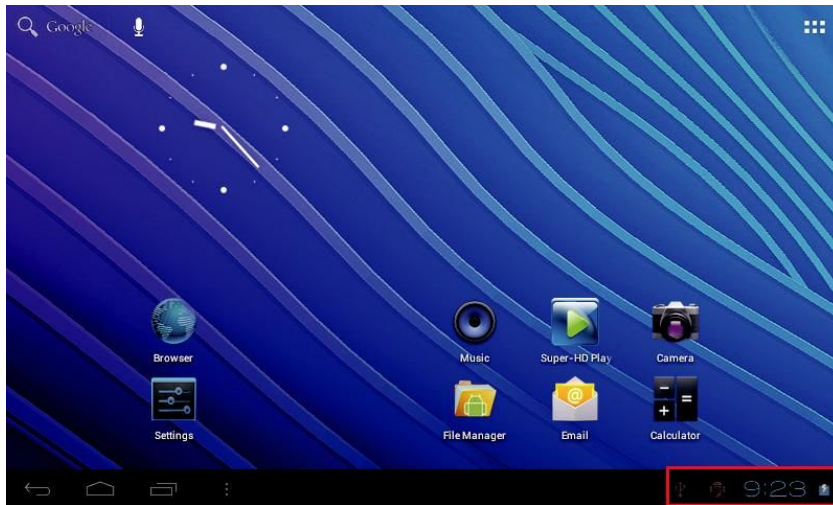 Google
Browser
Music
Super-HD Play
Camera
Settings
File Manager
Email
Calculator
9:23